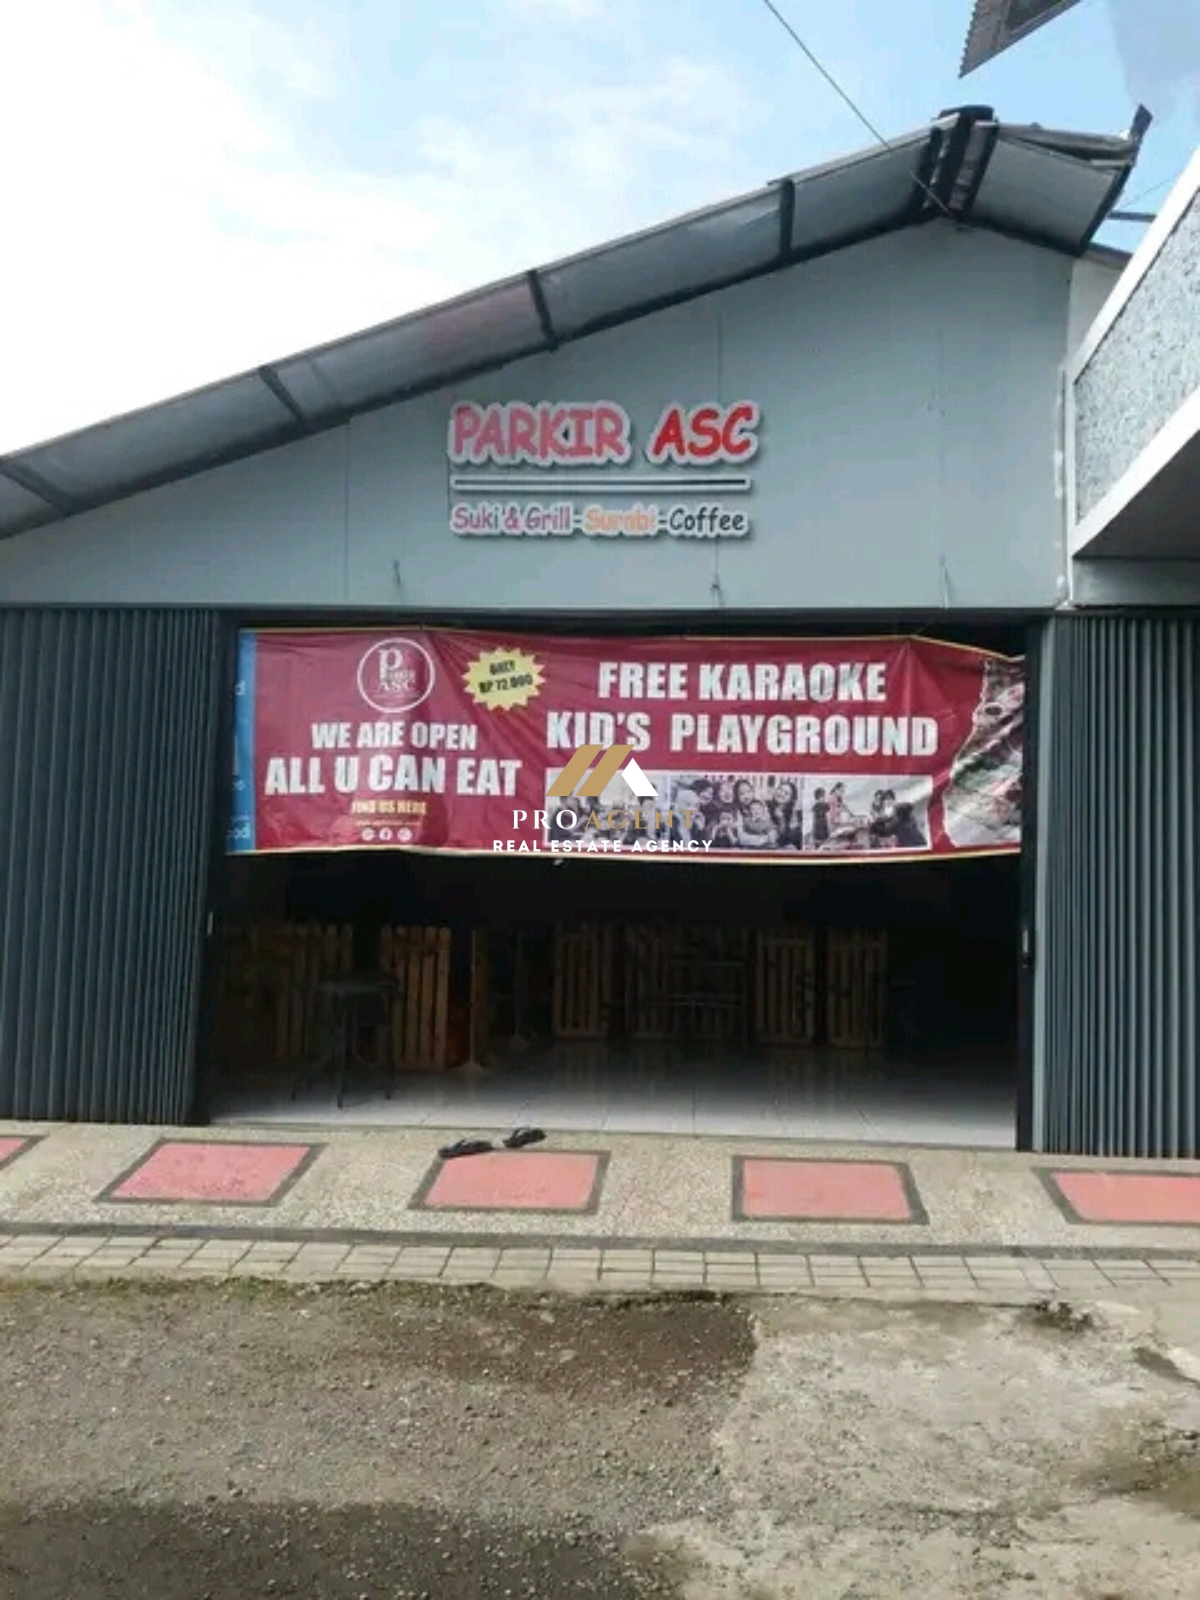 PARKIR ASC
Suki & Grill-Surabi-Coffee
ONLY
RP 72.000
FREE KARAOKE
KID'S PLAYGROUND
WE ARE OPEN
ALL U CAN EAT
FIND US HERE
PROAGENT
REAL ESTATE AGENCY